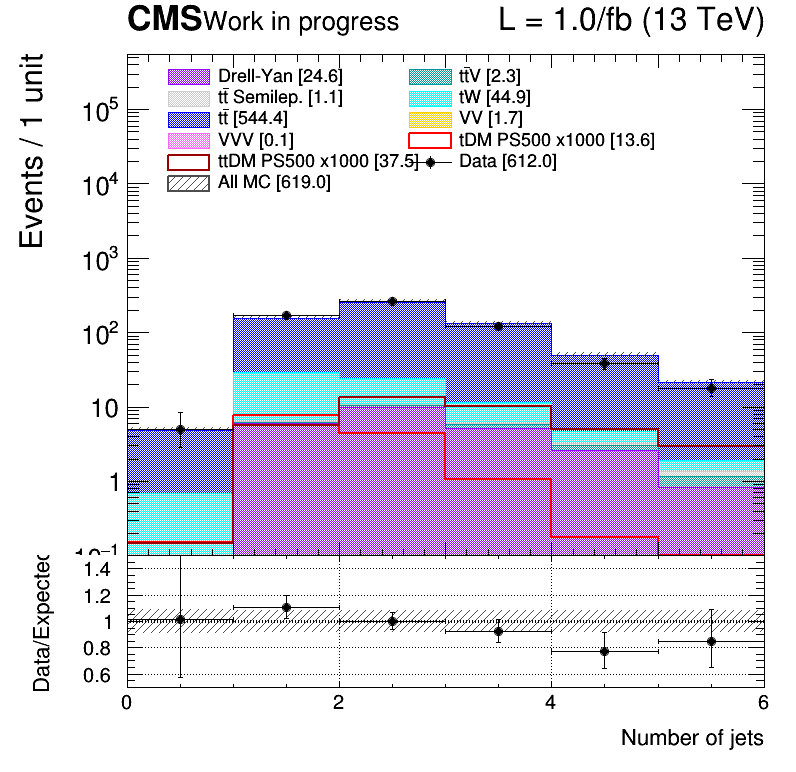 CMS Work in progress L = 1.0/fb (13 TeV)
Events / 1 unit
Drell-Yan [24.6] tt̄V [2.3]
tt̄ Semilep. [1.1] tW [44.9]
tt̄ [544.4] VV [1.7]
VVV [0.1] tDM PS500 x1000 [13.6]
ttDM PS500 x1000 [37.5] Data [612.0]
All MC [619.0]
10⁵
10⁴
10³
10²
10
1
10⁻¹
Data/Expected
1.4
1.2
1
0.8
0.6
0 2 4 6
Number of jets